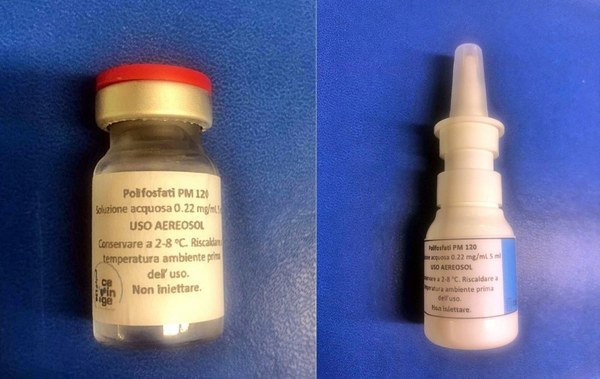 Polifosfati PM 120
Soluzione acquosa 0.22 mg/mL 5
USO AEREOSOL
Conservare a 2-8 °C. Riscaldare
temperatura ambiente prima
dell'uso.
Non iniettare.
ce
inge
Polifosfati PM 120
acquosa 0.22 mg/mL 5 ml
USO AEREOSOL
a 2-8 °C. Riscaldare a
temperatura ambiente prima
dell'uso.
Non iniettare.